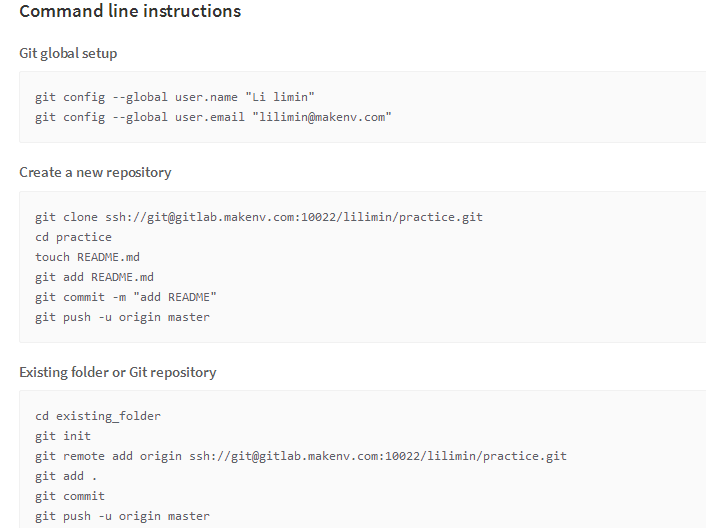 Command line instructions
Git global setup
git config --global user.name "Li limin"
git config --global user.email "lilimin@makenv.com"
Create a new repository
git clone ssh://git@gitlab.makenv.com:10022/lilimin/practice.git
cd practice
touch README.md
git add README.md
git commit -m "add README"
git push -u origin master
Existing folder or Git repository
cd existing_folder
git init
git remote add origin ssh://git@gitlab.makenv.com:10022/lilimin/practice.git
git add .
git commit
git push -u origin master